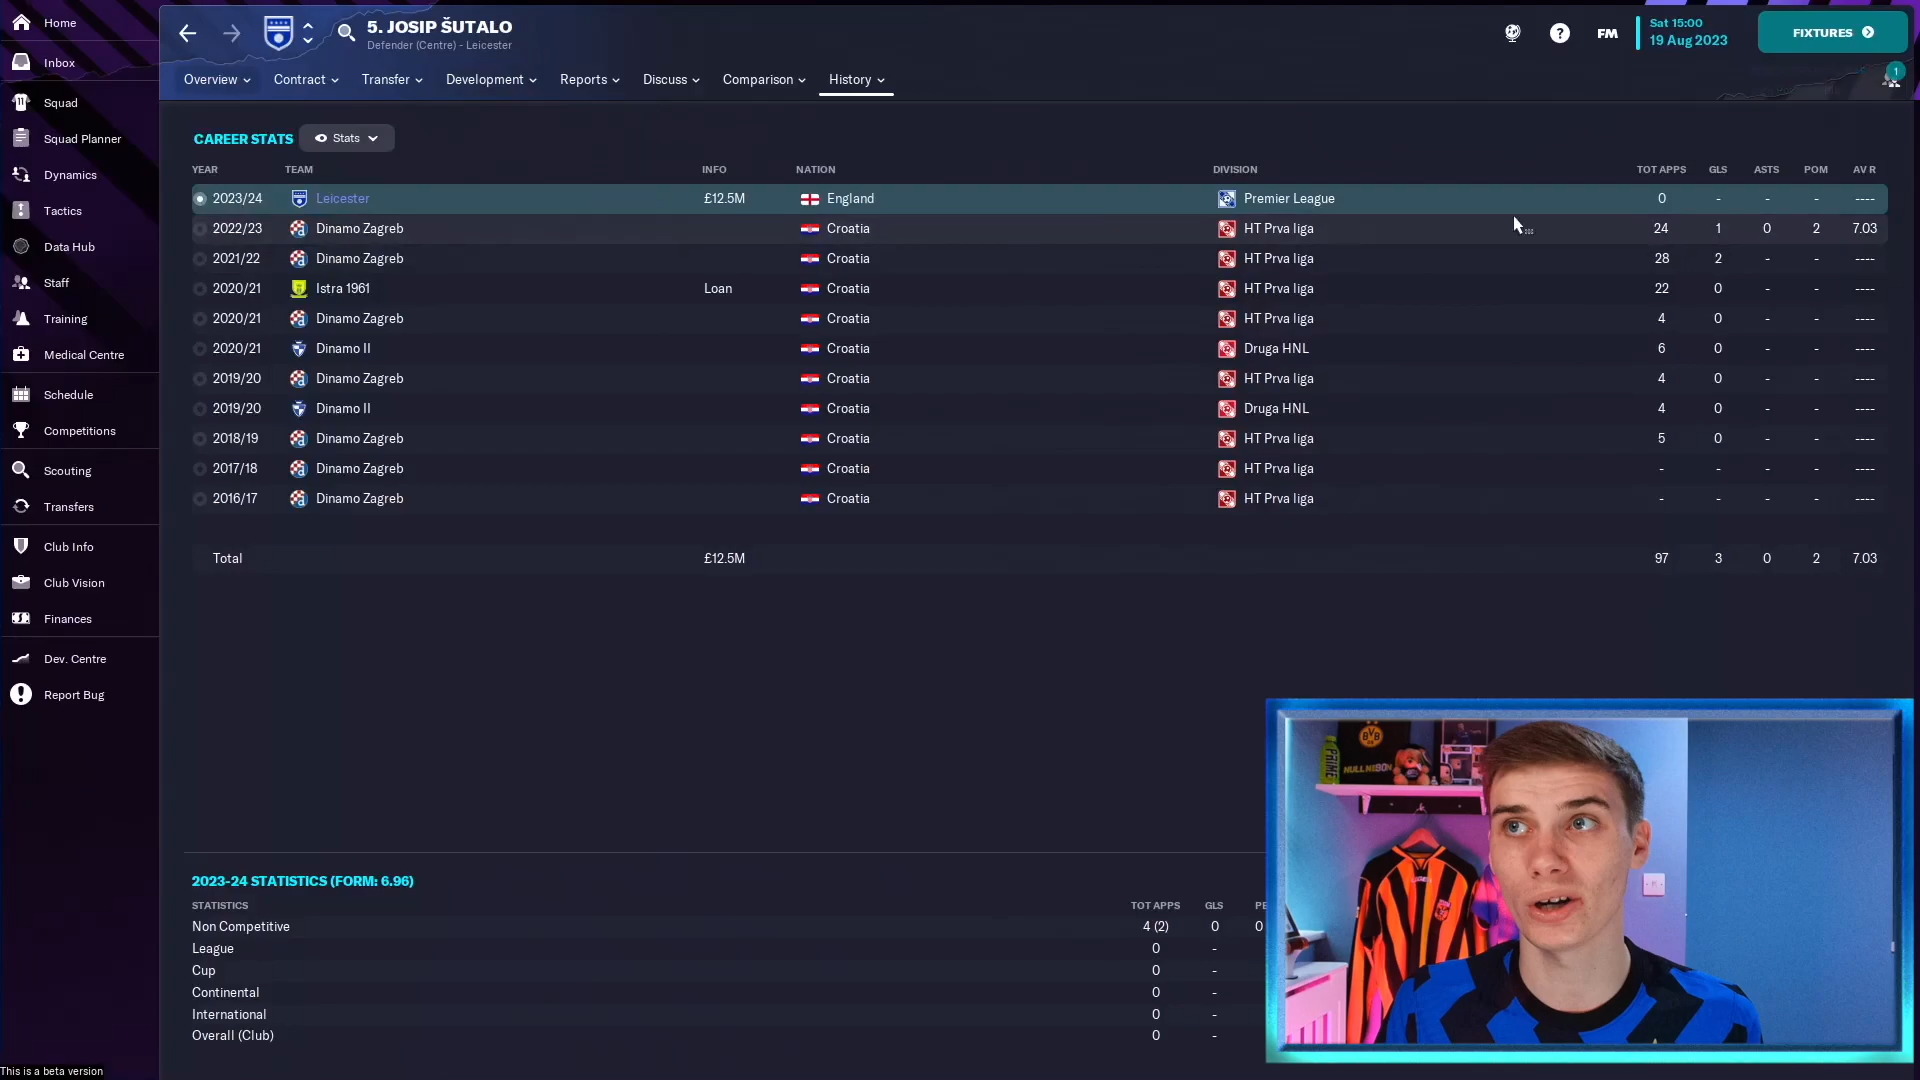 Home
Inbox
Squad
Squad Planner
Dynamics
Tactics
Data Hub
Staff
Training
Medical Centre
Schedule
Competitions
Scouting
Transfers
Club Info
Club Vision
Finances
Dev. Centre
Report Bug
This is a beta version
5. JOSIP ŠUTALO
Defender (Centre) - Leicester
FM
Sat 15:00
19 Aug 2023
FIXTURES
1
Overview Contract Transfer Development Reports Discuss Comparison History
CAREER STATS Stats
YEAR TEAM INFO NATION DIVISION TOT APPS GLS ASTS POM AV R
2023/24 Leicester £12.5M England Premier League 0 - - - ----
2022/23 Dinamo Zagreb Croatia HT Prva liga 24 1 0 2 7.03
2021/22 Dinamo Zagreb Croatia HT Prva liga 28 2 - - ----
2020/21 Istra 1961 Loan Croatia HT Prva liga 22 0 - - ----
2020/21 Dinamo Zagreb Croatia HT Prva liga 4 0 - - ----
2020/21 Dinamo II Croatia Druga HNL 6 0 - - ----
2019/20 Dinamo Zagreb Croatia HT Prva liga 4 0 - - ----
2019/20 Dinamo II Croatia Druga HNL 4 0 - - ----
2018/19 Dinamo Zagreb Croatia HT Prva liga 5 0 - - ----
2017/18 Dinamo Zagreb Croatia HT Prva liga - - - - ----
2016/17 Dinamo Zagreb Croatia HT Prva liga - - - - ----
Total £12.5M 97 3 0 2 7.03
2023-24 STATISTICS (FORM: 6.96)
STATISTICS TOT APPS GLS PE
Non Competitive 4 (2) 0 0
League 0 -
Cup 0 -
Continental 0 -
International 0 -
Overall (Club) 0 -
BVB
PRIME